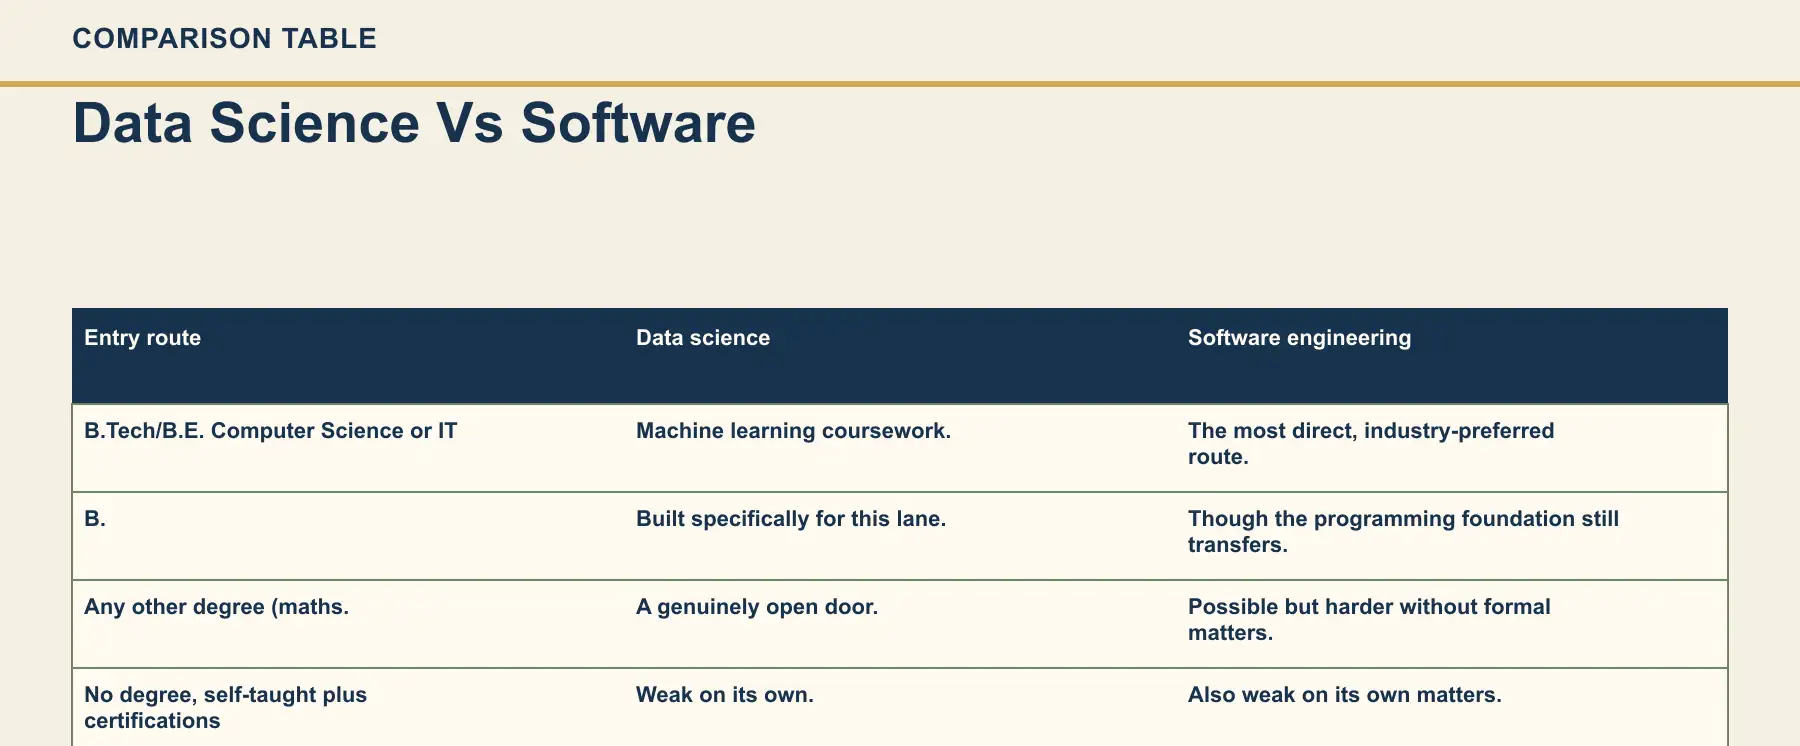 COMPARISON TABLE
Data Science Vs Software
Entry route
Data science
Software engineering
B.Tech/B.E. Computer Science or IT
Machine learning coursework.
The most direct, industry-preferred
route.
B.
Built specifically for this lane.
Though the programming foundation still
transfers.
Any other degree (maths.
A genuinely open door.
Possible but harder without formal
matters.
No degree, self-taught plus
certifications
Weak on its own.
Also weak on its own matters.